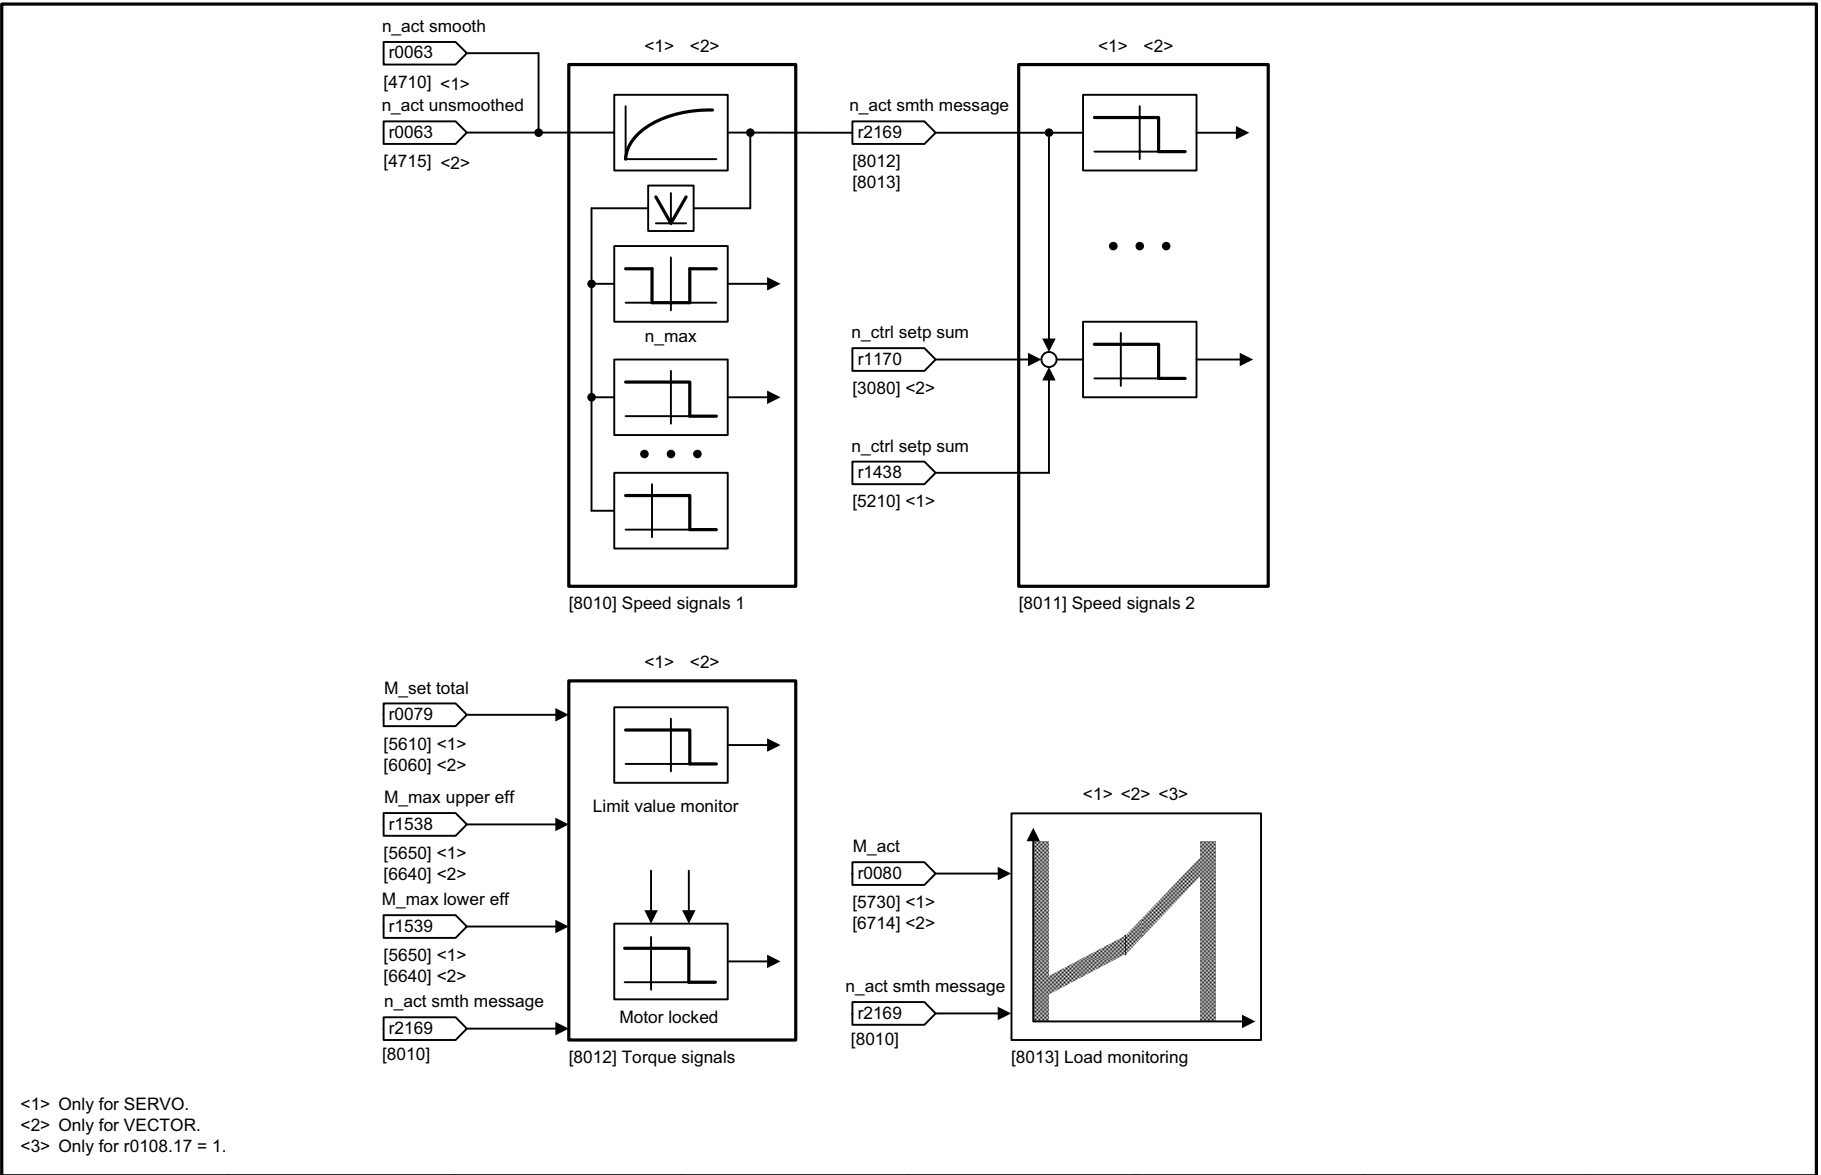 n_act smooth
r0063
[4710] <1>
n_act unsmoothed
r0063
[4715] <2>
<1> <2>
n_max
[8010] Speed signals 1
n_act smth message
r2169
[8012]
[8013]
n_ctrl setp sum
r1170
[3080] <2>
n_ctrl setp sum
r1438
[5210] <1>
<1> <2>
[8011] Speed signals 2
M_set total
r0079
[5610] <1>
[6060] <2>
M_max upper eff
r1538
[5650] <1>
[6640] <2>
M_max lower eff
r1539
[5650] <1>
[6640] <2>
n_act smth message
r2169
[8010]
<1> <2>
Limit value monitor
Motor locked
[8012] Torque signals
M_act
r0080
[5730] <1>
[6714] <2>
n_act smth message
r2169
[8010]
<1> <2> <3>
[8013] Load monitoring
<1> Only for SERVO.
<2> Only for VECTOR.
<3> Only for r0108.17 = 1.